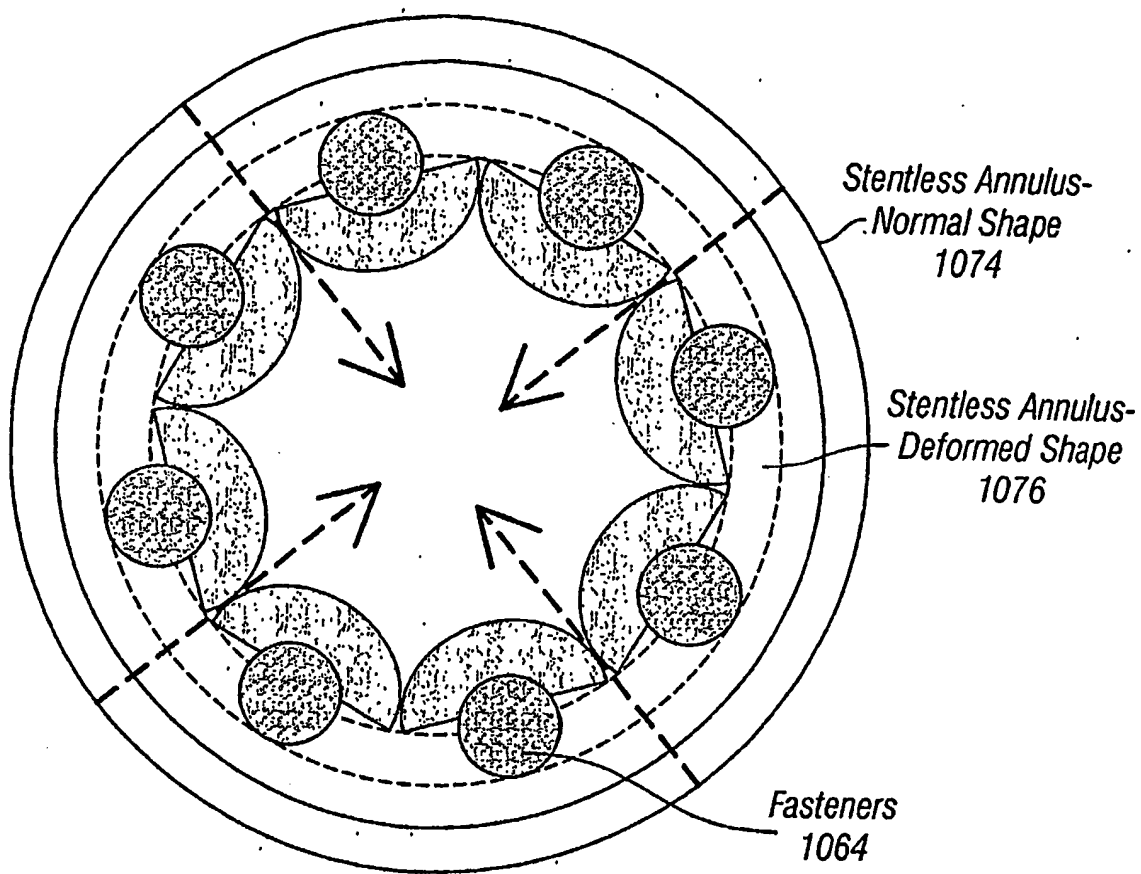 Stentless Annulus-
Normal Shape
1074
Stentless Annulus-
Deformed Shape
1076
Fasteners
1064